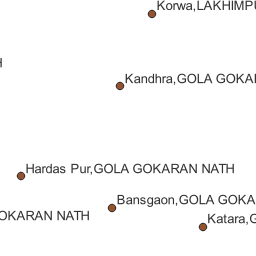 Korwa,LAKHIMPU
H
Kandhra,GOLA GOKAR
Hardas Pur,GOLA GOKARAN NATH
Bansgaon,GOLA GOKA
OKARAN NATH
Katara,G